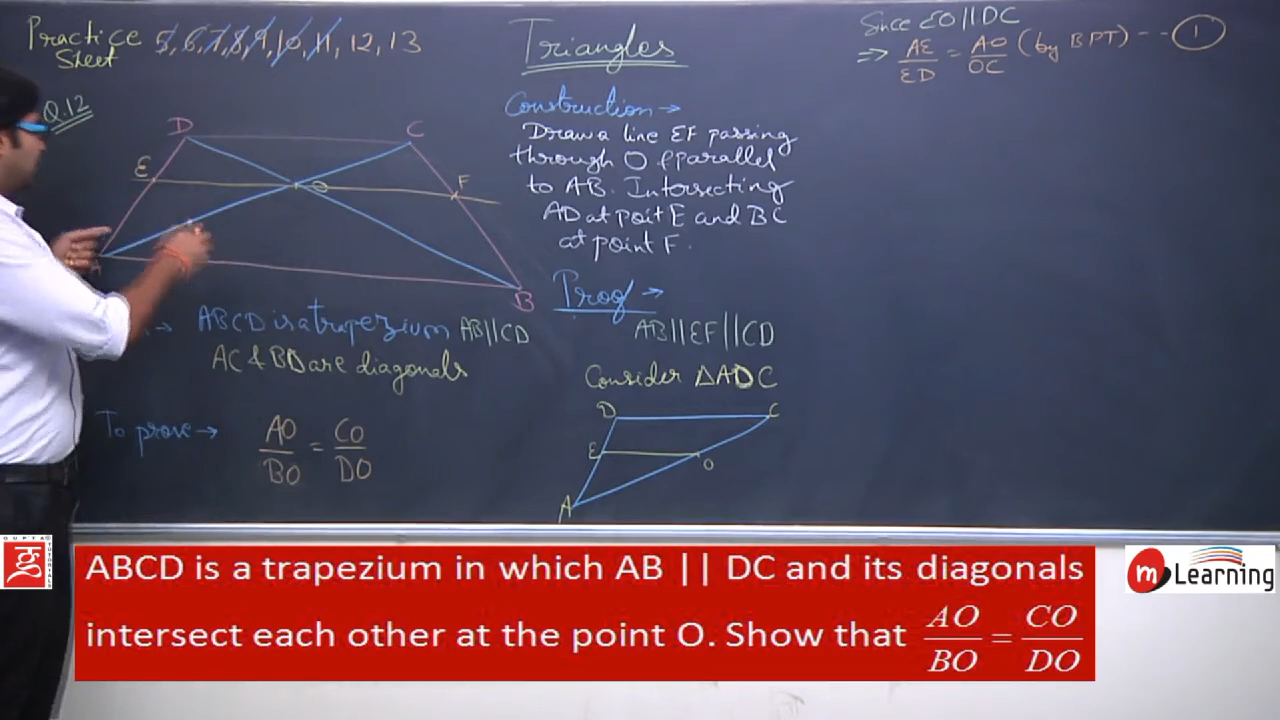 Practice 5, 6, 7, 8, 9, 10, 11, 12, 13
Sheet
Q.12
D
C
E
O
F
A
B
ABCD is a trapezium AB||CD
AC & BD are diagonals
To prove →
AO/BO = CO/DO
Triangles
Construction →
Draw a line EF passing
through O & parallel
to AB. Intersecting
AD at poit E and BC
at point F.
Proof →
AB||EF||CD
Consider △ADC
D
C
E
O
A
Since EO||DC
⇒ AE/ED = AO/OC (by BPT) -- 1
GUPTA
TUTORIALS
ABCD is a trapezium in which AB || DC and its diagonals
intersect each other at the point O. Show that AO/BO = CO/DO
m Learning